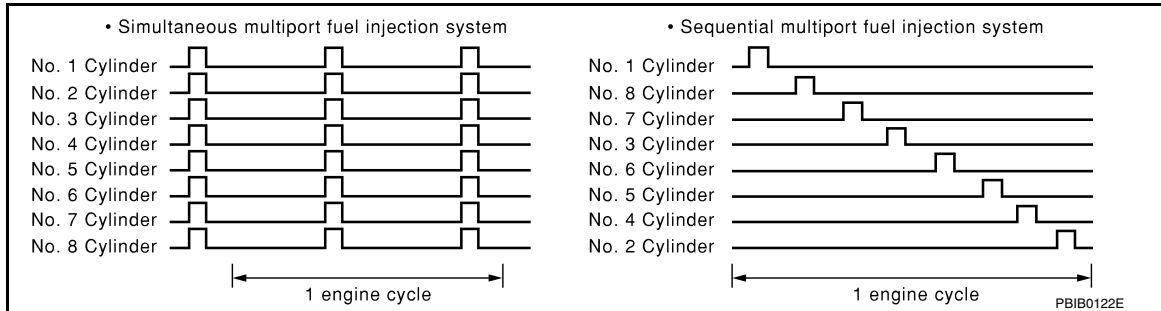 • Simultaneous multiport fuel injection system
No. 1 Cylinder
No. 2 Cylinder
No. 3 Cylinder
No. 4 Cylinder
No. 5 Cylinder
No. 6 Cylinder
No. 7 Cylinder
No. 8 Cylinder
1 engine cycle
• Sequential multiport fuel injection system
No. 1 Cylinder
No. 8 Cylinder
No. 7 Cylinder
No. 3 Cylinder
No. 6 Cylinder
No. 5 Cylinder
No. 4 Cylinder
No. 2 Cylinder
1 engine cycle
PBIB0122E